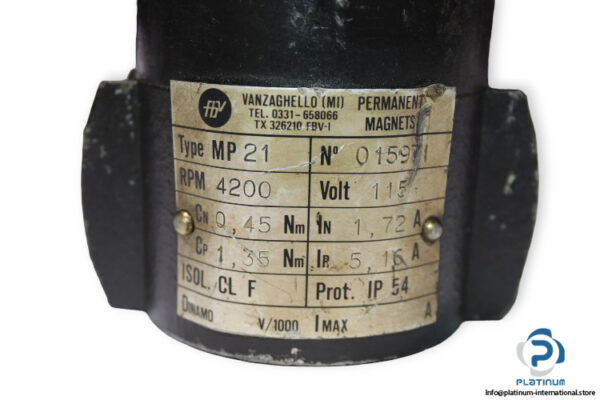 FBV VANZAGHELLO (MI) PERMANENT
TEL. 0331-658066 MAGNETS
TX 326210 FBV-I
Type MP 21 N° 015971
RPM 4200 Volt 115
CN 0,45 Nm IN 1,72 A
CP 1,35 Nm IP 5,16 A
ISOL. CL F Prot. IP 54
DINAMO V/1000 I MAX A
PLATINUM
Info@platinum-international.store